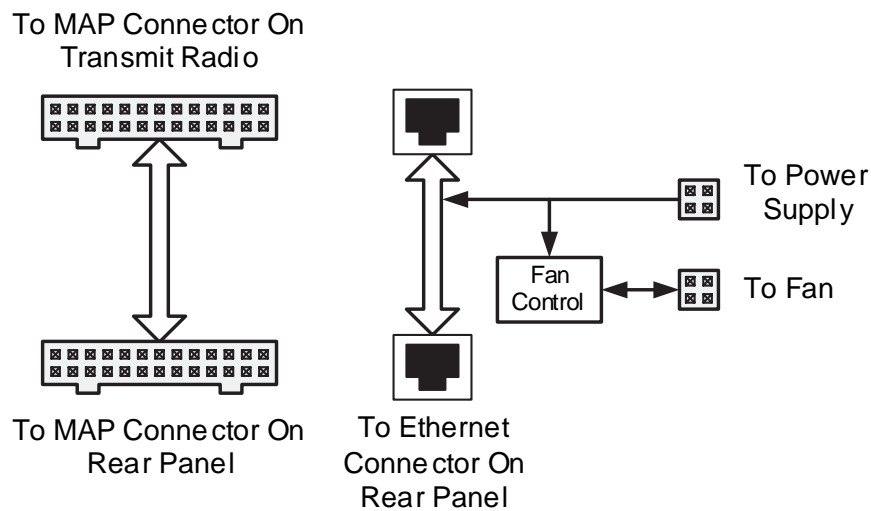 To MAP Connector On
Transmit Radio
To Power
Supply
Fan
Control
To Fan
To MAP Connector On
Rear Panel
To Ethernet
Connector On
Rear Panel